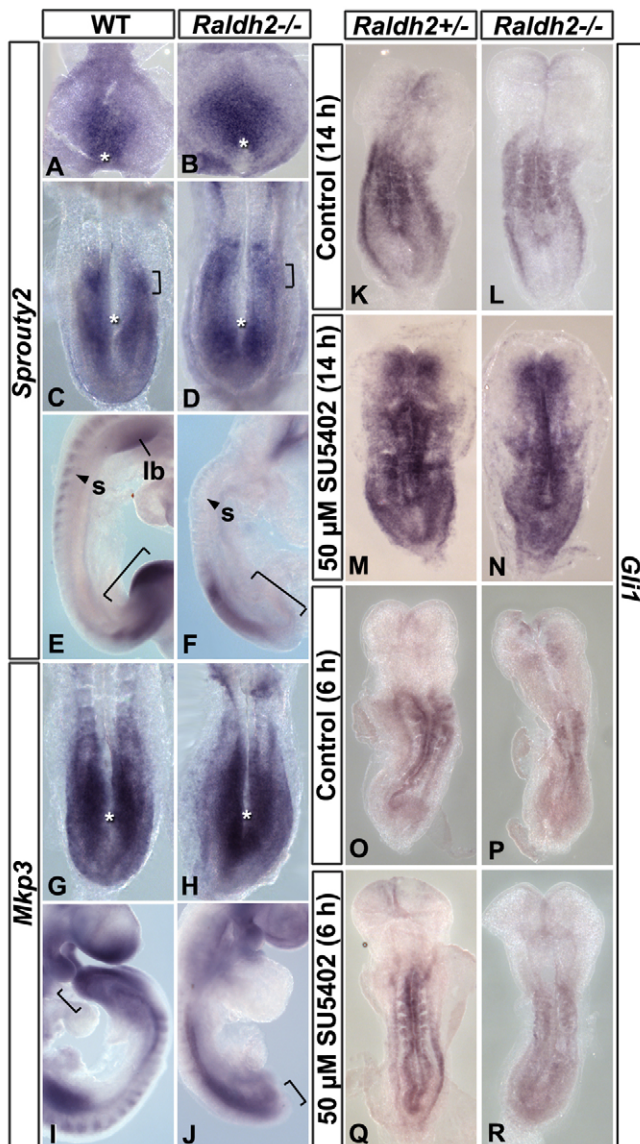 WT
Raldh2-/-
Raldh2+/-
Raldh2-/-
Sprouty2
A
B
C
D
E
s
lb
F
s
Mkp3
G
H
I
J
Control (14 h)
K
L
50 µM SU5402 (14 h)
M
N
Control (6 h)
O
P
50 µM SU5402 (6 h)
Q
R
Gli1